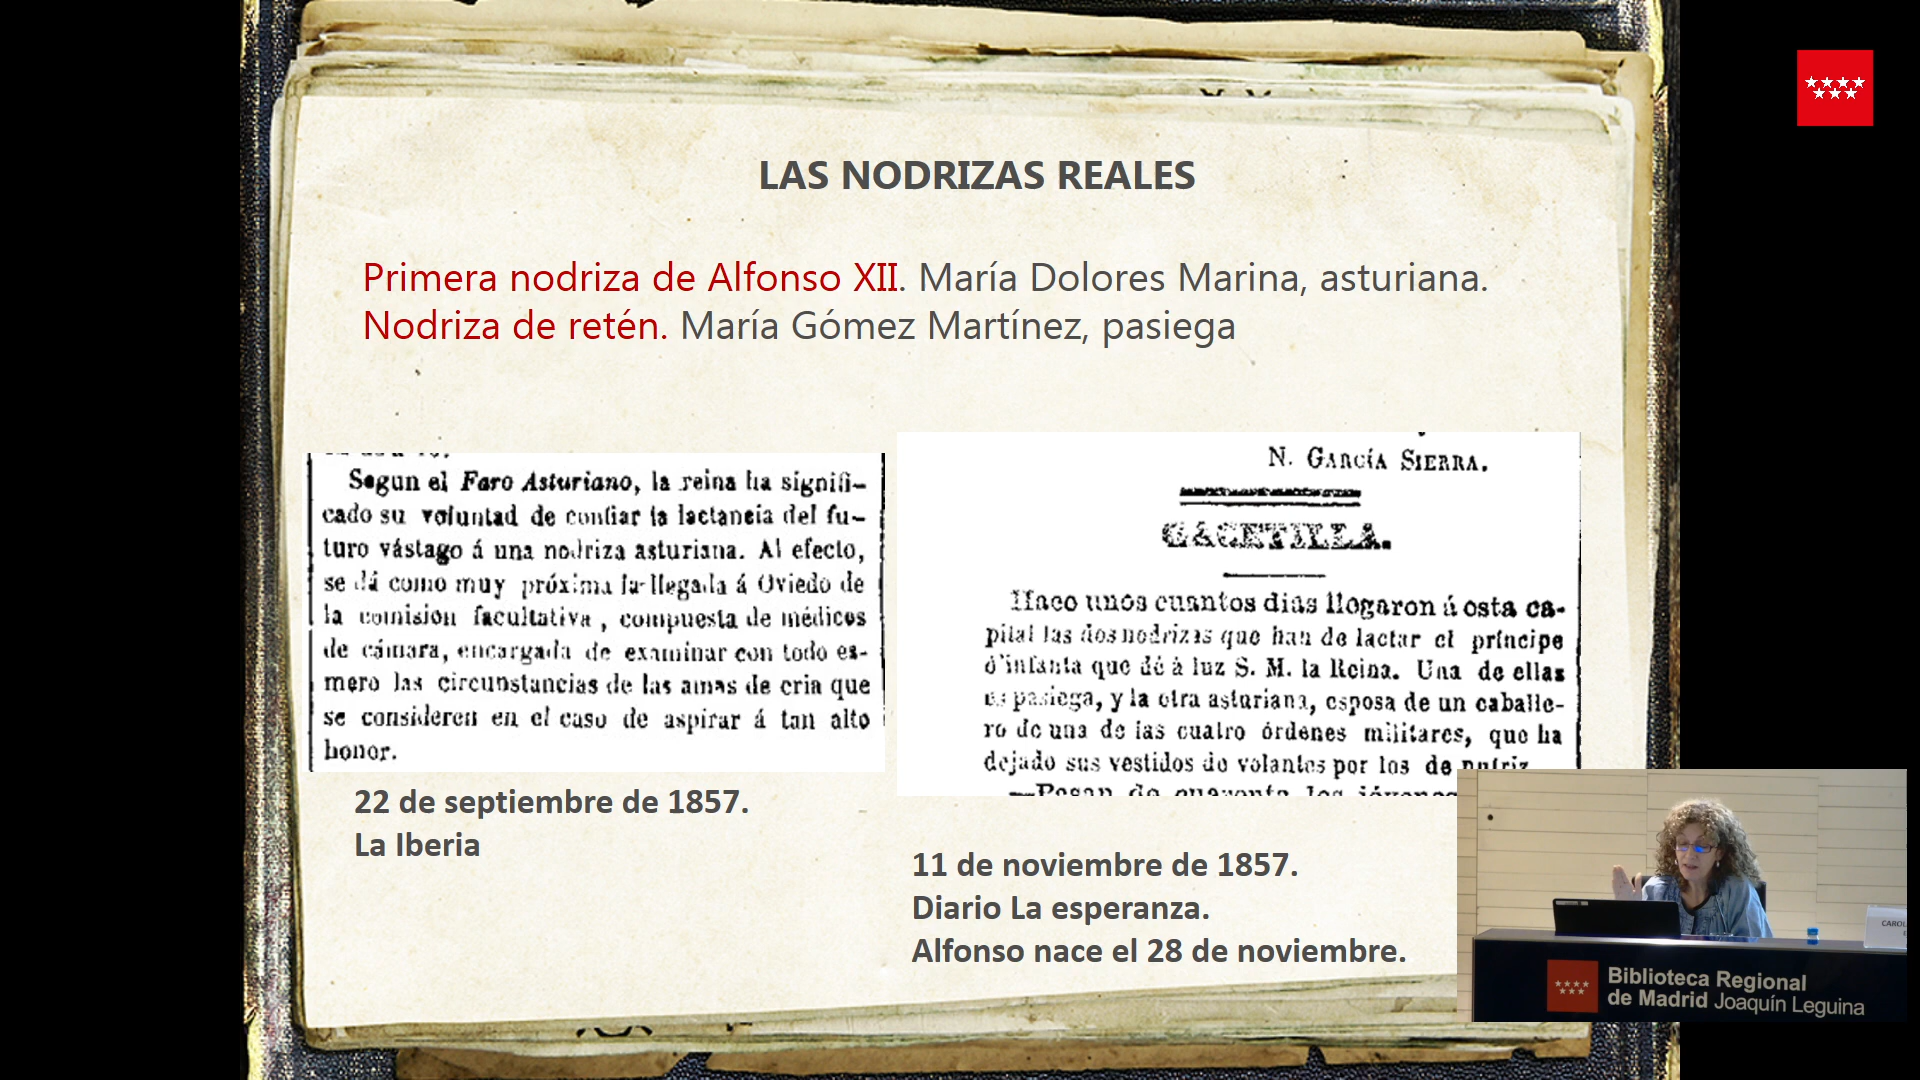 LAS NODRIZAS REALES
Primera nodriza de Alfonso XII. María Dolores Marina, asturiana.
Nodriza de retén. María Gómez Martínez, pasiega
Segun el Faro Asturiano, la reina ha signifi-
cado su voluntad de confiar la lactancia del fu-
turo vástago á una nodriza asturiana. Al efecto,
se dá como muy próxima la llegada á Oviedo de
la comision facultativa, compuesta de médicos
de cámara, encargada de examinar con todo es-
mero las circunstancias de las amas de cria que
se consideren en el caso de aspirar á tan alto
honor.
22 de septiembre de 1857.
La Iberia
N. GARCÍA SIERRA.
GACETILLA.
Hace unos cuantos dias llegaron á esta ca-
pital las dos nodrizas que han de lactar el príncipe
ó infanta que dé à luz S. M. la Reina. Una de ellas
es pasiega, y la otra asturiana, esposa de un caballe-
ro de una de las cuatro órdenes militares, que ha
dejado sus vestidos de volantes por los de nutriz.
—Pasan de cuarenta los jóvenes
11 de noviembre de 1857.
Diario La esperanza.
Alfonso nace el 28 de noviembre.
CAROL
Biblioteca Regional
de Madrid Joaquín Leguina